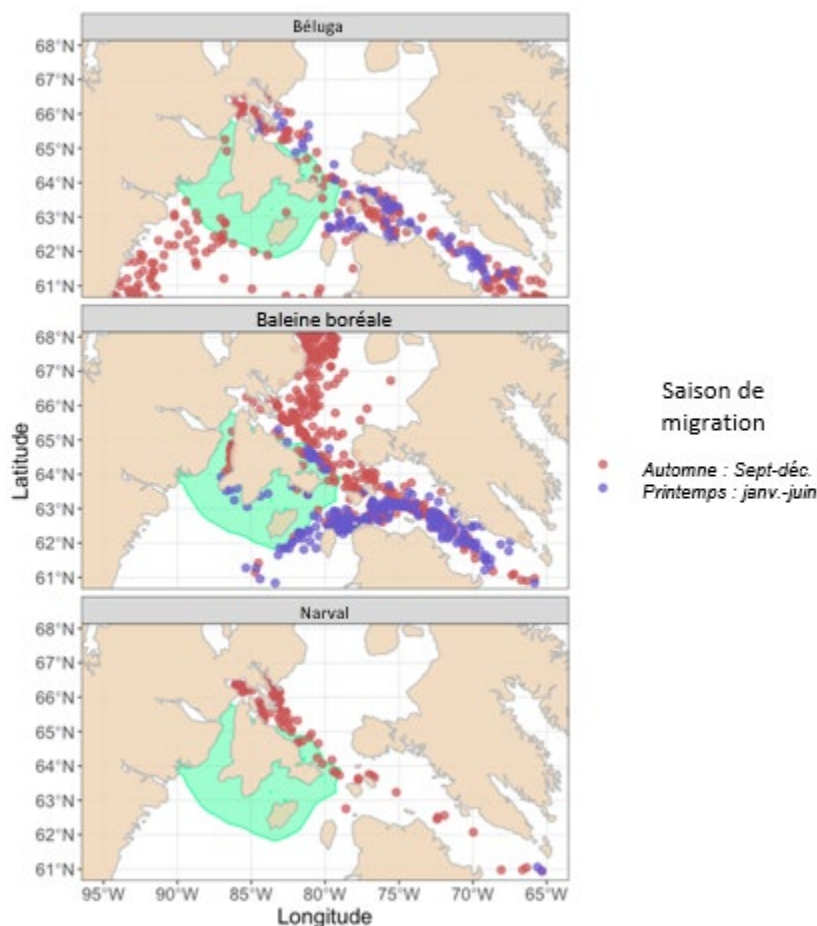 Béluga
68°N
67°N
66°N
65°N
64°N
63°N
62°N
61°N
Baleine boréale
68°N
67°N
66°N
65°N
64°N
63°N
62°N
61°N
Latitude
Saison de
migration
Automne : Sept-déc.
Printemps : janv.-juin
Narval
68°N
67°N
66°N
65°N
64°N
63°N
62°N
61°N
95°W 90°W 85°W 80°W 75°W 70°W 65°W
Longitude